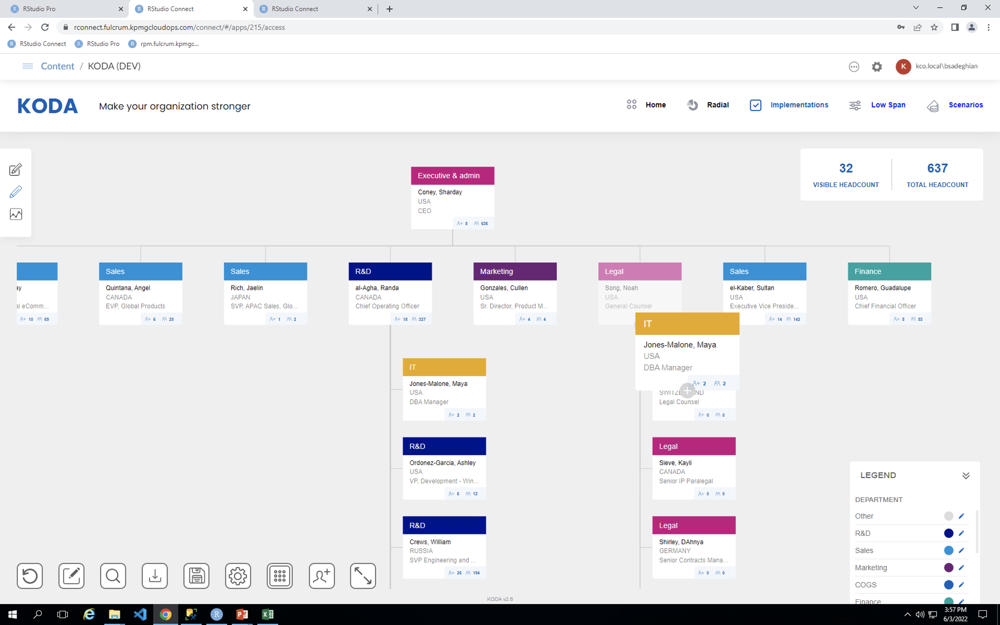 RStudio Pro
RStudio Connect
RStudio Connect
rconnect.fulcrum.kpmgcloudops.com/connect/#/apps/215/access
RStudio Connect
RStudio Pro
rpm.fulcrum.kpmgc...
Content / KODA (DEV)
K
kco.local\bsadeghian
KODA
Make your organization stronger
Home
Radial
Implementations
Low Span
Scenarios
32
VISIBLE HEADCOUNT
637
TOTAL HEADCOUNT
Executive & admin
Coney, Sharday
USA
CEO
8 636
ay
al eComm...
10 69
Sales
Quintana, Angel
CANADA
EVP, Global Products
6 25
Sales
Rich, Jaelin
JAPAN
SVP, APAC Sales, Glo...
1 2
R&D
al-Agha, Randa
CANADA
Chief Operating Officer
18 327
Marketing
Gonzales, Cullen
USA
Sr. Director, Product M...
4 4
Legal
Song, Noah
USA
General Counsel
Sales
el-Kaber, Sultan
USA
Executive Vice Preside...
14 142
Finance
Romero, Guadalupe
USA
Chief Financial Officer
8 53
IT
Jones-Malone, Maya
USA
DBA Manager
2 2
IT
Jones-Malone, Maya
USA
DBA Manager
2 2
Legal Counsel
0 0
R&D
Ordonez-Garcia, Ashley
USA
VP, Development - Win...
6 12
Legal
Sieve, Kayli
CANADA
Senior IP Paralegal
0 0
R&D
Crews, William
RUSSIA
SVP Engineering and ...
26 194
Legal
Shirley, DAhnya
GERMANY
Senior Contracts Mana...
0 0
LEGEND
DEPARTMENT
Other
R&D
Sales
Marketing
COGS
Finance
KODA v2.6
3:57 PM
6/3/2022